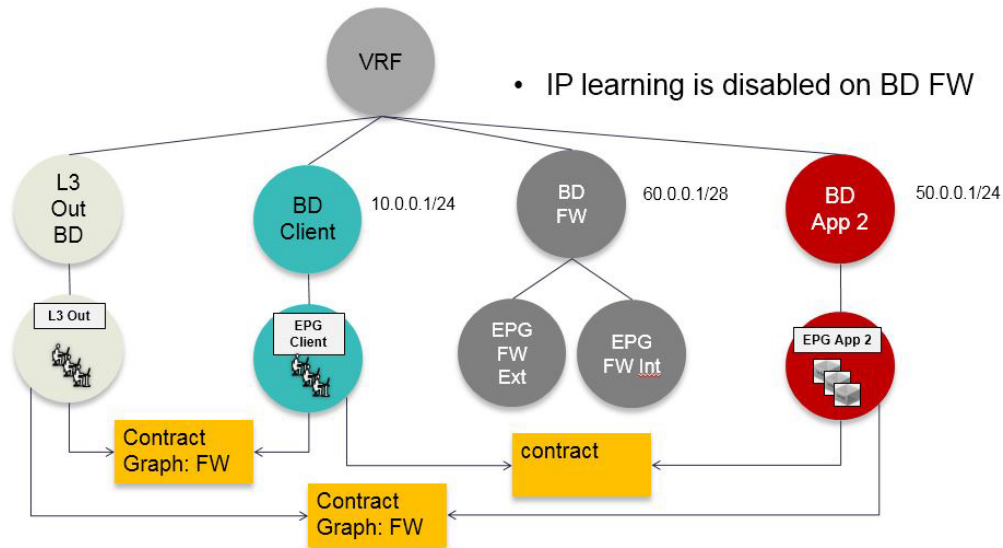 VRF
• IP learning is disabled on BD FW
L3
Out
BD
BD
Client
10.0.0.1/24
BD
FW
60.0.0.1/28
BD
App 2
50.0.0.1/24
L3 Out
EPG
Client
EPG
FW
Ext
EPG
FW Int
EPG App 2
Contract
Graph: FW
contract
Contract
Graph: FW